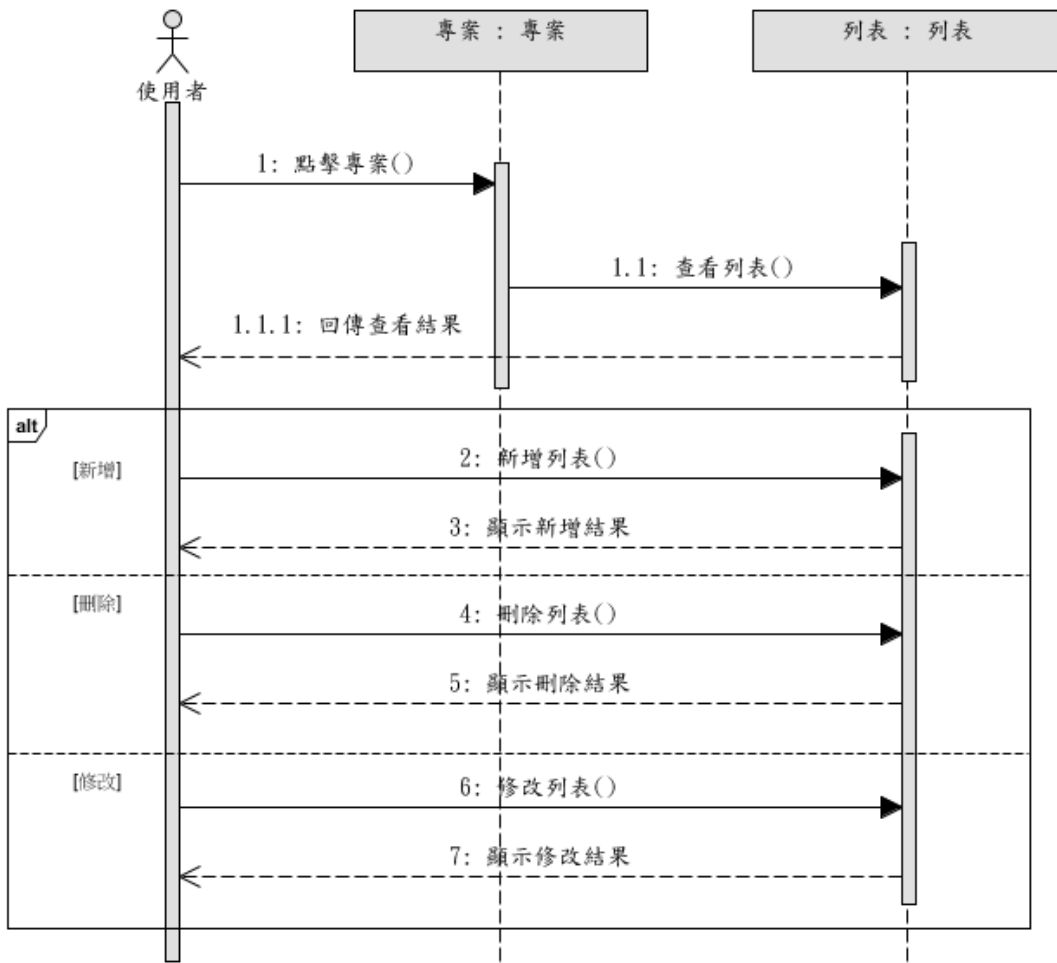 專案 : 專案
列表 : 列表
使用者
1: 點擊專案()
1.1: 查看列表()
1.1.1: 回傳查看結果
alt
[新增]
2: 新增列表()
3: 顯示新增結果
[刪除]
4: 刪除列表()
5: 顯示刪除結果
[修改]
6: 修改列表()
7: 顯示修改結果